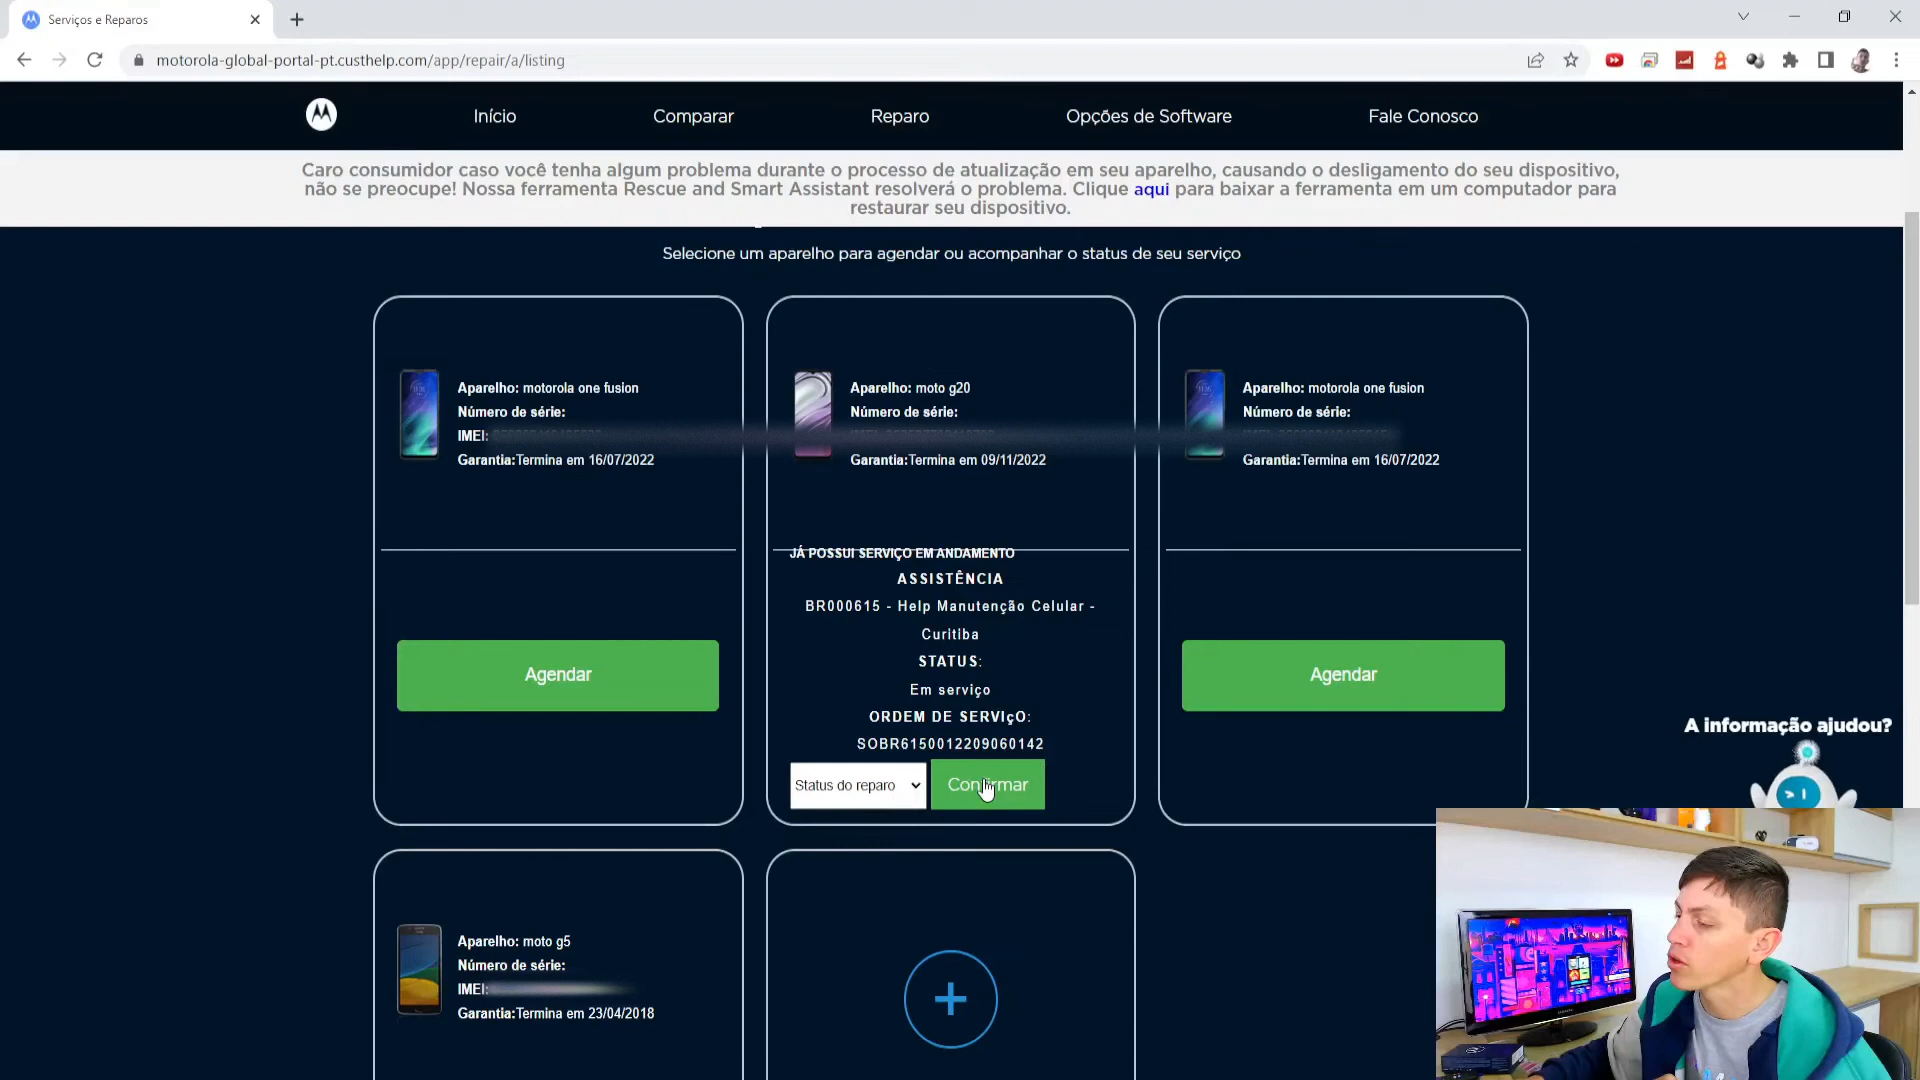 Serviços e Reparos
motorola-global-portal-pt.custhelp.com/app/repair/a/listing
Início
Comparar
Reparo
Opções de Software
Fale Conosco
Caro consumidor caso você tenha algum problema durante o processo de atualização em seu aparelho, causando o desligamento do seu dispositivo,
não se preocupe! Nossa ferramenta Rescue and Smart Assistant resolverá o problema. Clique aqui para baixar a ferramenta em um computador para
restaurar seu dispositivo.
Selecione um aparelho para agendar ou acompanhar o status de seu serviço
Aparelho: motorola one fusion
Número de série:
IMEI:
Garantia:Termina em 16/07/2022
Agendar
Aparelho: moto g20
Número de série:
Garantia:Termina em 09/11/2022
JÁ POSSUI SERVIÇO EM ANDAMENTO
ASSISTÊNCIA
BR000615 - Help Manutenção Celular -
Curitiba
STATUS:
Em serviço
ORDEM DE SERVIçO:
SOBR6150012209060142
Status do reparo
Confirmar
Aparelho: motorola one fusion
Número de série:
Garantia:Termina em 16/07/2022
Agendar
A informação ajudou?
Aparelho: moto g5
Número de série:
IMEI:
Garantia:Termina em 23/04/2018